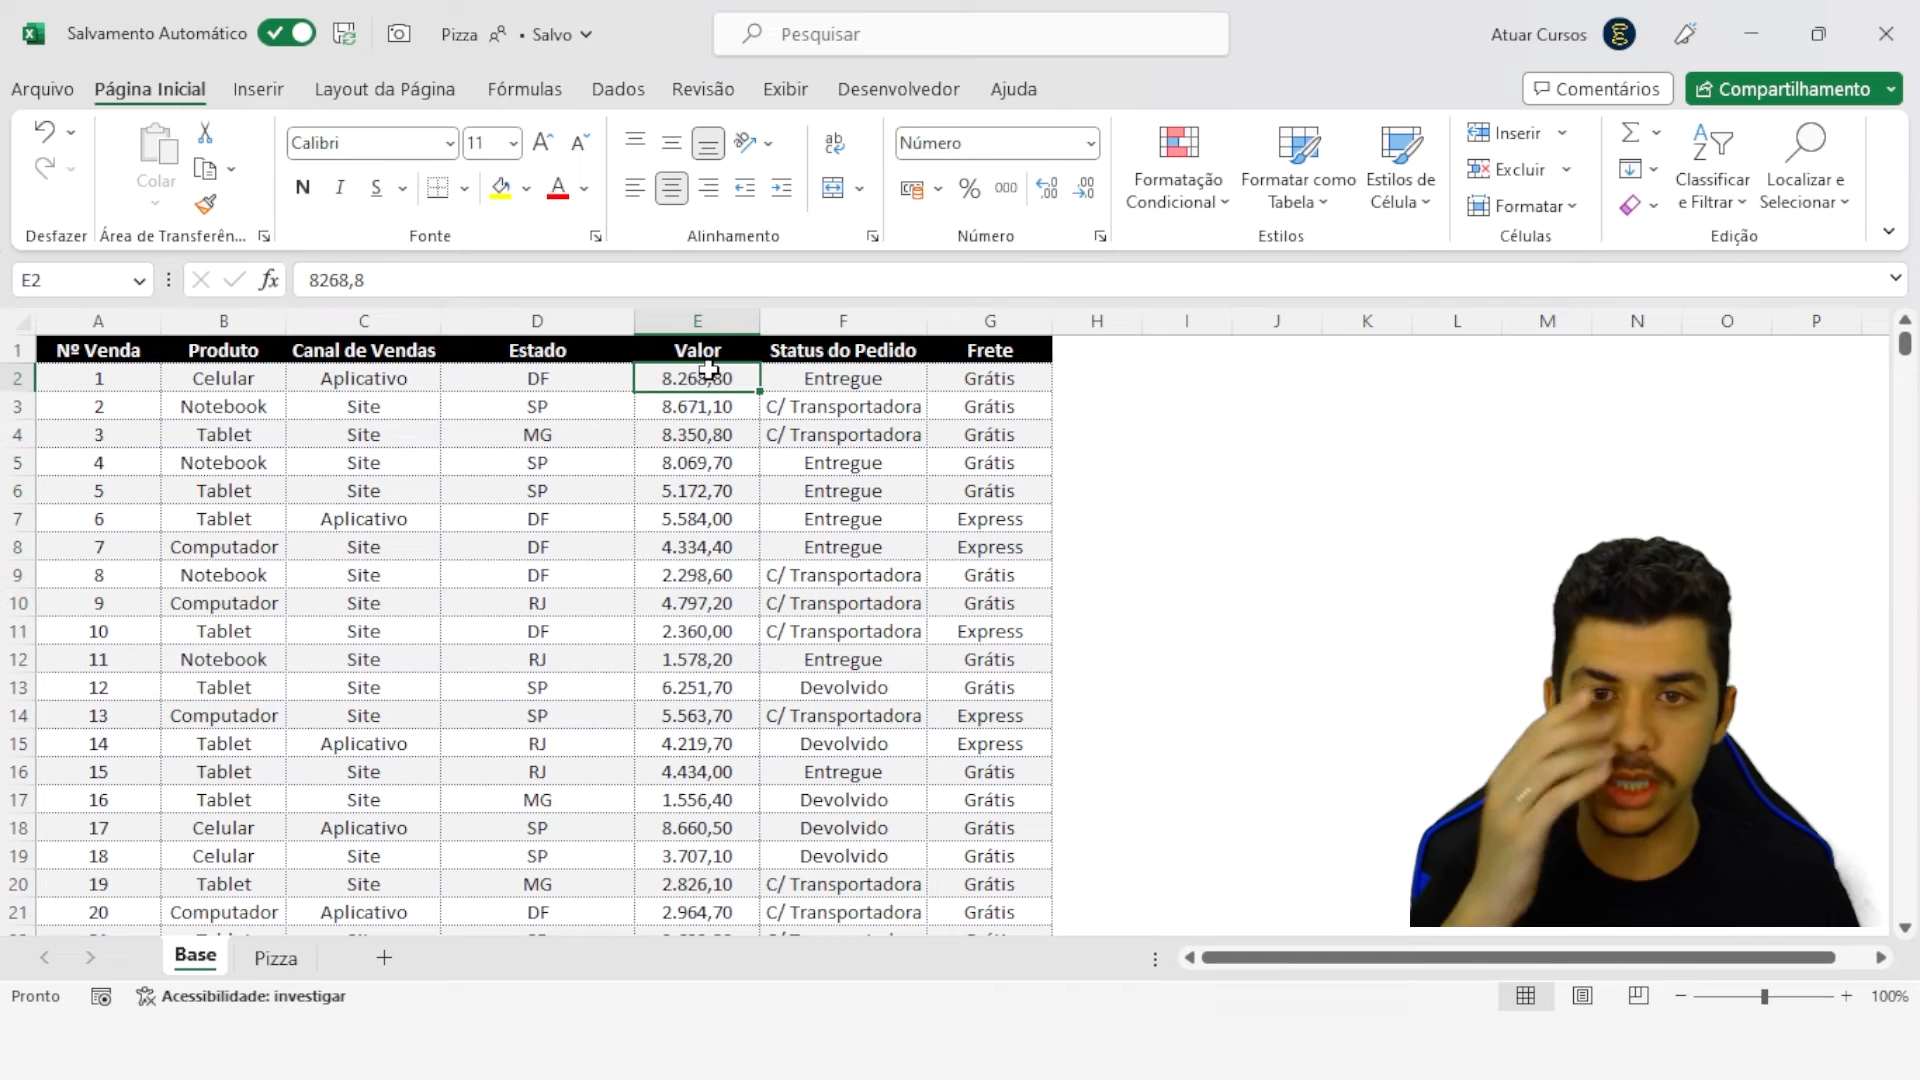 Salvamento Automático
Pizza • Salvo
Pesquisar
Atuar Cursos
Arquivo Página Inicial Inserir Layout da Página Fórmulas Dados Revisão Exibir Desenvolvedor Ajuda
Comentários
Compartilhamento
Colar
Calibri 11
N I S
Número
% 000
Formatação Condicional
Formatar como Tabela
Estilos de Célula
Inserir
Excluir
Formatar
Classificar e Filtrar
Localizar e Selecionar
Desfazer
Área de Transferên...
Fonte
Alinhamento
Número
Estilos
Células
Edição
E2 fx 8268,8
A B C D E F G H I J K L M N O P
1 Nº Venda Produto Canal de Vendas Estado Valor Status do Pedido Frete
2 1 Celular Aplicativo DF 8.268,80 Entregue Grátis
3 2 Notebook Site SP 8.671,10 C/ Transportadora Grátis
4 3 Tablet Site MG 8.350,80 C/ Transportadora Grátis
5 4 Notebook Site SP 8.069,70 Entregue Grátis
6 5 Tablet Site SP 5.172,70 Entregue Grátis
7 6 Tablet Aplicativo DF 5.584,00 Entregue Express
8 7 Computador Site DF 4.334,40 Entregue Express
9 8 Notebook Site DF 2.298,60 C/ Transportadora Grátis
10 9 Computador Site RJ 4.797,20 C/ Transportadora Grátis
11 10 Tablet Site DF 2.360,00 C/ Transportadora Express
12 11 Notebook Site RJ 1.578,20 Entregue Grátis
13 12 Tablet Site SP 6.251,70 Devolvido Grátis
14 13 Computador Site SP 5.563,70 C/ Transportadora Express
15 14 Tablet Aplicativo RJ 4.219,70 Devolvido Express
16 15 Tablet Site RJ 4.434,00 Entregue Grátis
17 16 Tablet Site MG 1.556,40 Devolvido Grátis
18 17 Celular Aplicativo SP 8.660,50 Devolvido Grátis
19 18 Celular Site SP 3.707,10 Devolvido Grátis
20 19 Tablet Site MG 2.826,10 C/ Transportadora Grátis
21 20 Computador Aplicativo DF 2.964,70 C/ Transportadora Grátis
Base Pizza
Pronto
Acessibilidade: investigar
100%